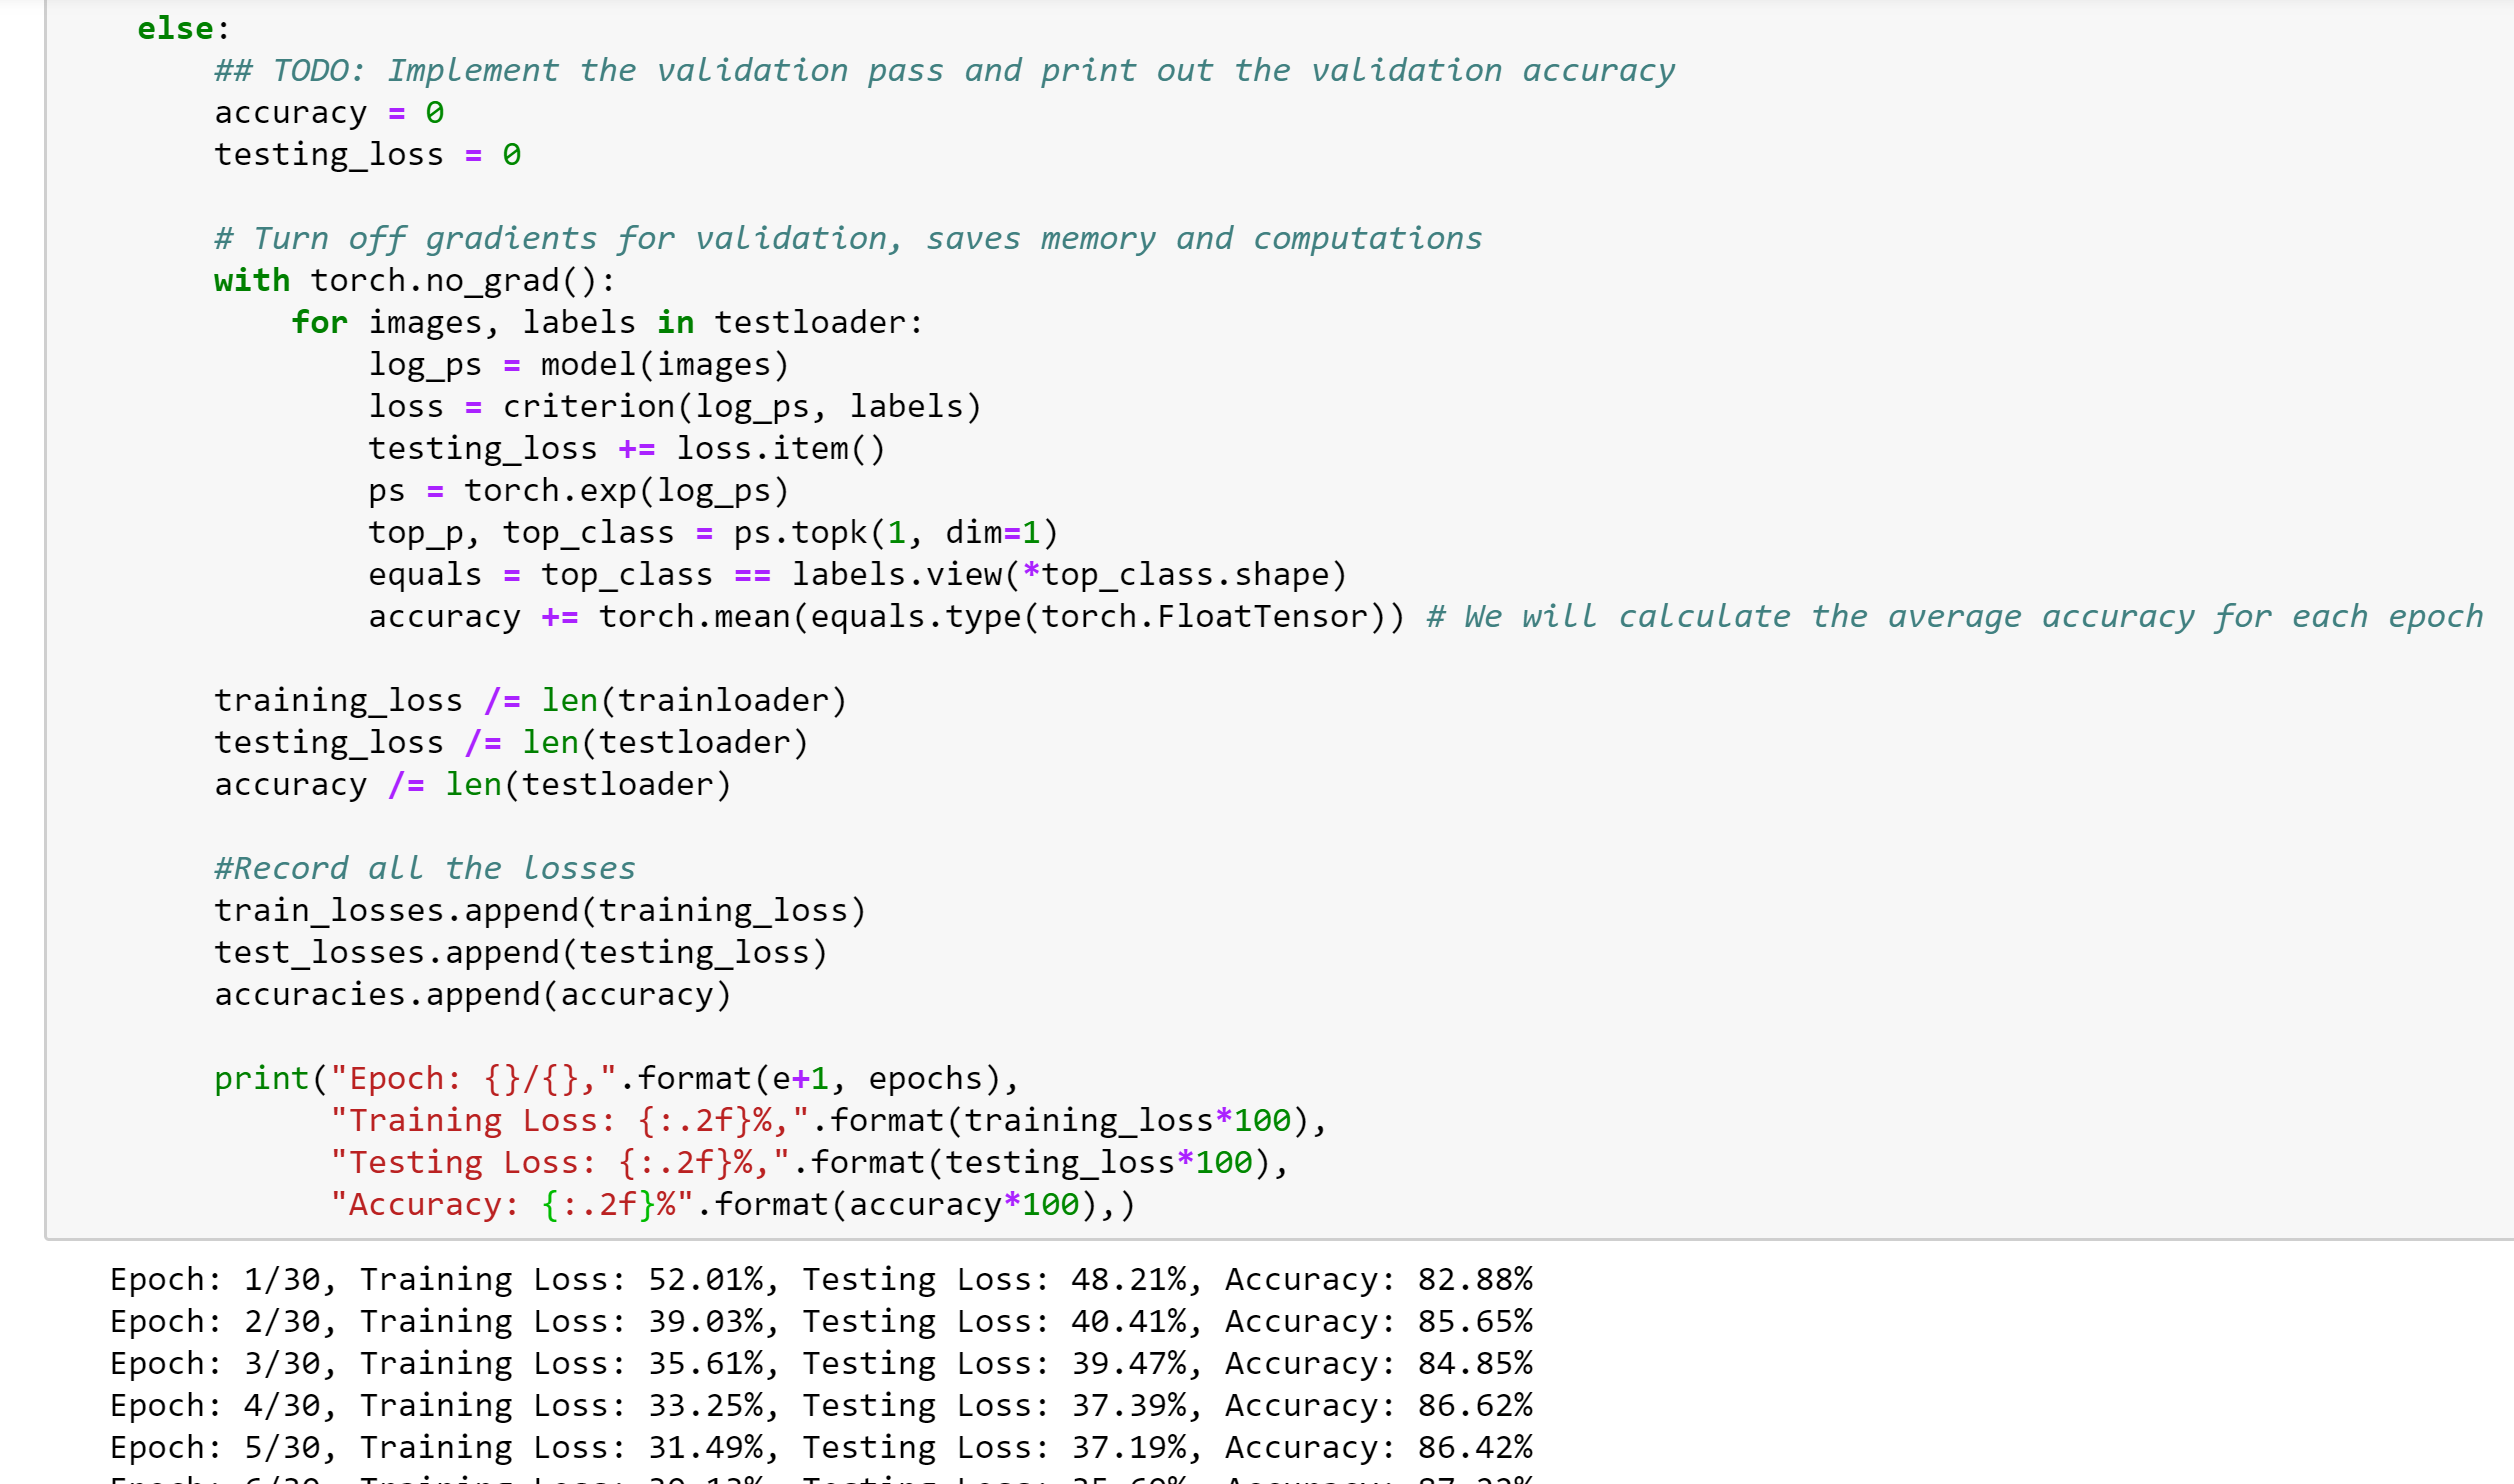 else:
## TODO: Implement the validation pass and print out the validation accuracy
accuracy = 0
testing_loss = 0
# Turn off gradients for validation, saves memory and computations
with torch.no_grad():
for images, labels in testloader:
log_ps = model(images)
loss = criterion(log_ps, labels)
testing_loss += loss.item()
ps = torch.exp(log_ps)
top_p, top_class = ps.topk(1, dim=1)
equals = top_class == labels.view(*top_class.shape)
accuracy += torch.mean(equals.type(torch.FloatTensor)) # We will calculate the average accuracy for each epoch
training_loss /= len(trainloader)
testing_loss /= len(testloader)
accuracy /= len(testloader)
#Record all the losses
train_losses.append(training_loss)
test_losses.append(testing_loss)
accuracies.append(accuracy)
print("Epoch: {}/{},".format(e+1, epochs),
"Training Loss: {:.2f}%,".format(training_loss*100),
"Testing Loss: {:.2f}%,".format(testing_loss*100),
"Accuracy: {:.2f}%".format(accuracy*100),)
Epoch: 1/30, Training Loss: 52.01%, Testing Loss: 48.21%, Accuracy: 82.88%
Epoch: 2/30, Training Loss: 39.03%, Testing Loss: 40.41%, Accuracy: 85.65%
Epoch: 3/30, Training Loss: 35.61%, Testing Loss: 39.47%, Accuracy: 84.85%
Epoch: 4/30, Training Loss: 33.25%, Testing Loss: 37.39%, Accuracy: 86.62%
Epoch: 5/30, Training Loss: 31.49%, Testing Loss: 37.19%, Accuracy: 86.42%